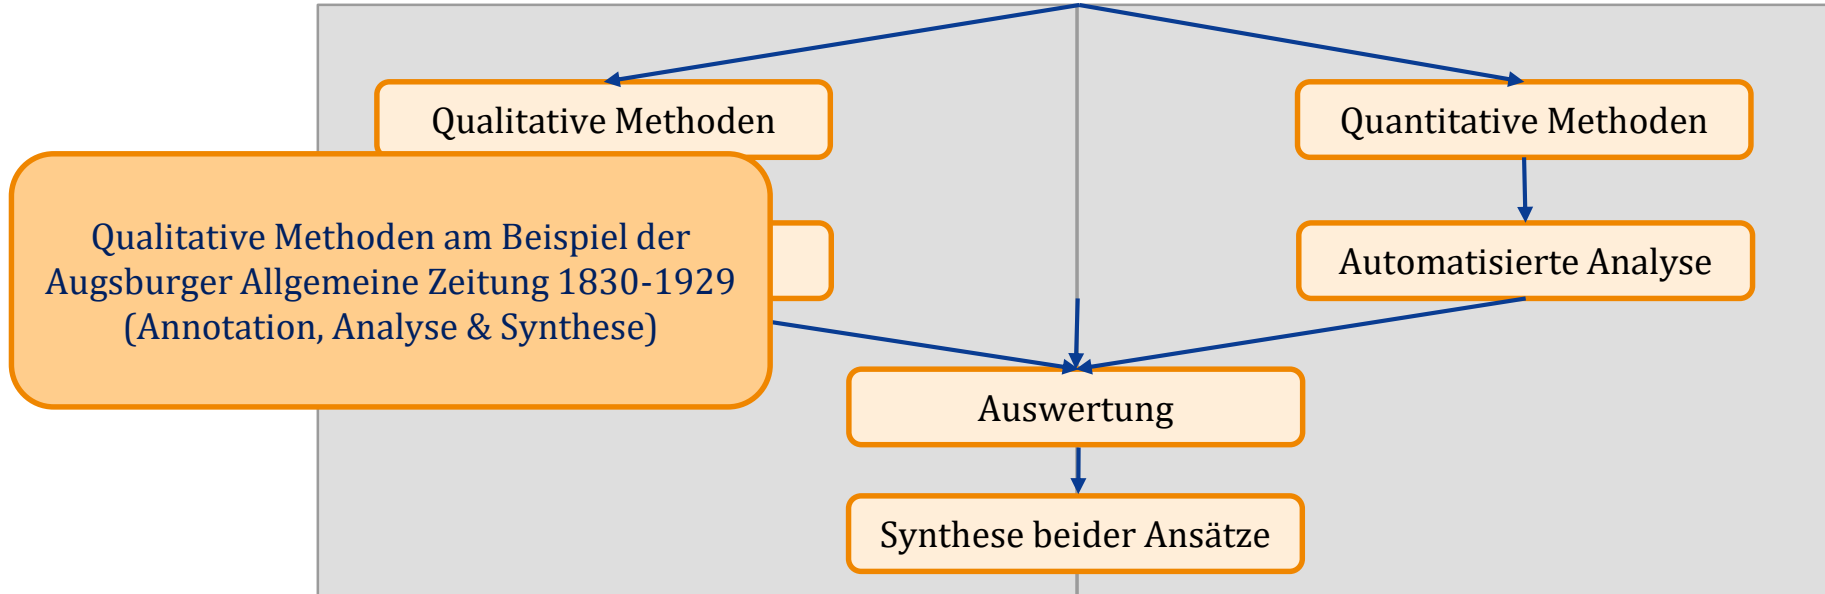 Qualitative Methoden
Quantitative Methoden
Qualitative Methoden am Beispiel der
Augsburger Allgemeine Zeitung 1830-1929
(Annotation, Analyse & Synthese)
Automatisierte Analyse
Auswertung
Synthese beider Ansätze